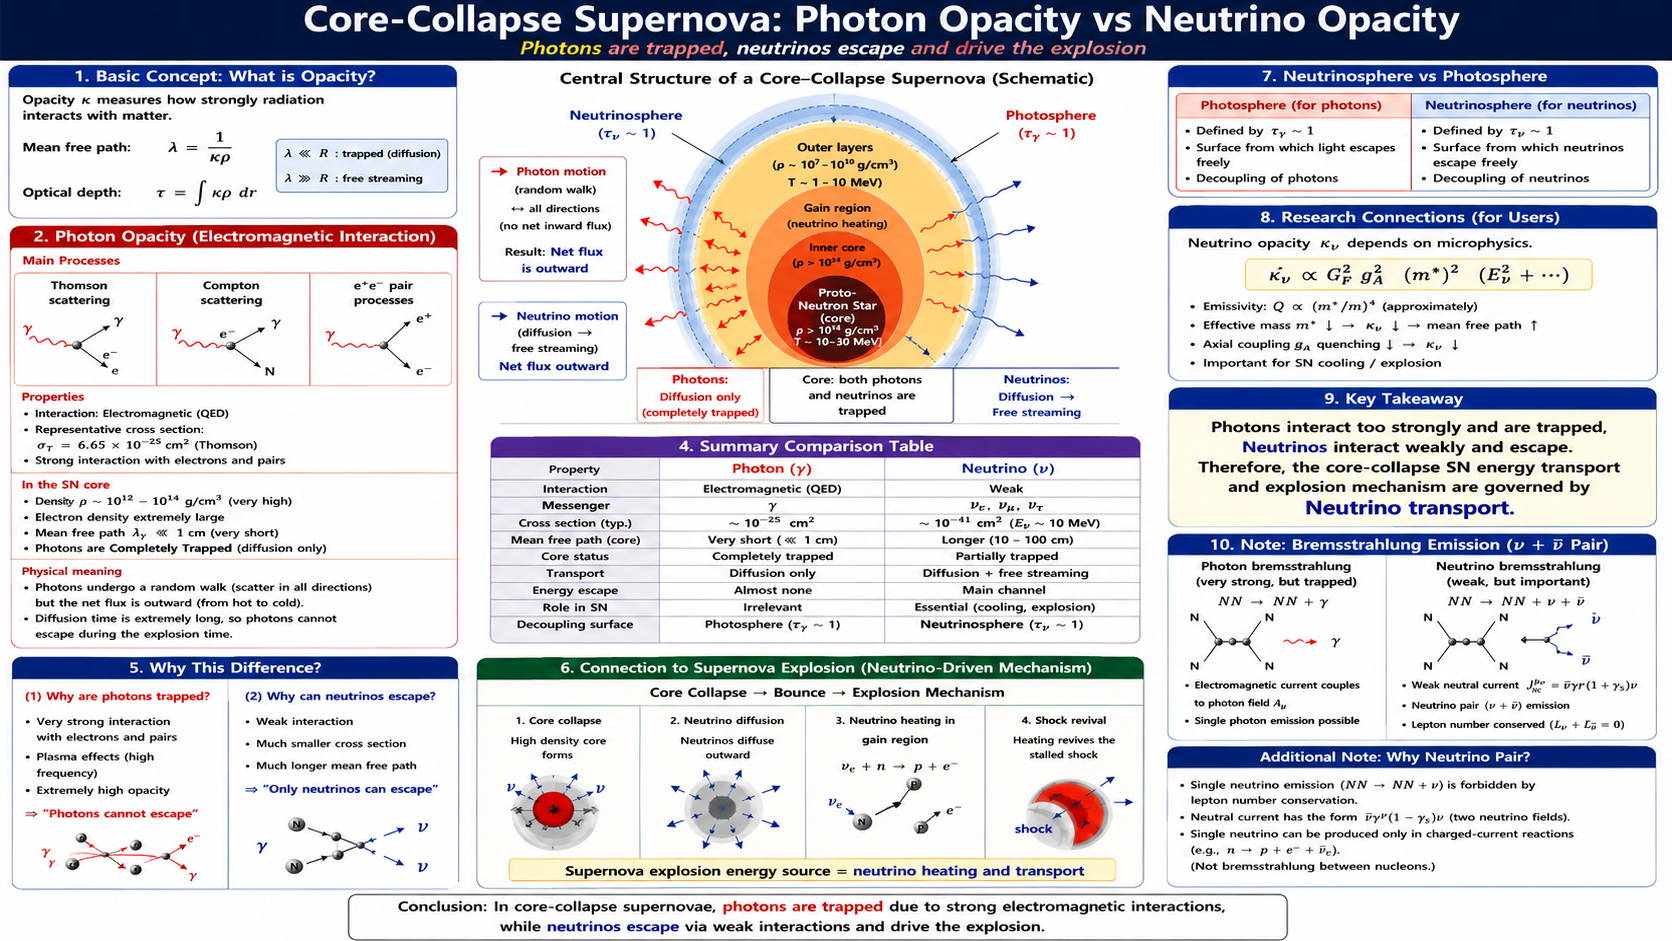 Core-Collapse Supernova: Photon Opacity vs Neutrino Opacity
Photons are trapped, neutrinos escape and drive the explosion
1. Basic Concept: What is Opacity?
Opacity κ measures how strongly radiation
interacts with matter.
Mean free path: λ = 1/κρ
λ ⋘ R : trapped (diffusion)
λ ⋙ R : free streaming
Optical depth: τ = ∫ κρ dr
2. Photon Opacity (Electromagnetic Interaction)
Main Processes
Thomson
scattering
γ γ e⁻ e
Compton
scattering
γ e⁻ γ N
e⁺e⁻ pair
processes
γ e⁺ e⁻
Properties
• Interaction: Electromagnetic (QED)
• Representative cross section:
σ_T = 6.65 × 10⁻²⁵ cm² (Thomson)
• Strong interaction with electrons and pairs
In the SN core
• Density ρ ~ 10¹² − 10¹⁴ g/cm³ (very high)
• Electron density extremely large
• Mean free path λ_γ ⋘ 1 cm (very short)
• Photons are Completely Trapped (diffusion only)
Physical meaning
• Photons undergo a random walk (scatter in all directions)
but the net flux is outward (from hot to cold).
• Diffusion time is extremely long, so photons cannot
escape during the explosion time.
Central Structure of a Core–Collapse Supernova (Schematic)
Neutrinosphere
(τ_ν ~ 1)
Photosphere
(τ_γ ~ 1)
→ Photon motion
(random walk)
↔ all directions
(no net inward flux)
Result: Net flux
is outward
→ Neutrino motion
(diffusion →
free streaming)
Net flux outward
Outer layers
(ρ ~ 10⁷–10¹⁰ g/cm³)
T ~ 1 – 10 MeV)
Gain region
(neutrino heating)
Inner core
(ρ > 10¹⁴ g/cm³)
Proto-
Neutron Star
(core)
ρ > 10¹⁴ g/cm³
T ~ 10–30 MeV]
Photons:
Diffusion only
(completely trapped)
Core: both photons
and neutrinos are
trapped
Neutrinos:
Diffusion →
Free streaming
4. Summary Comparison Table
Property Photon (γ) Neutrino (ν)
Interaction Electromagnetic (QED) Weak
Messenger γ ν_e, ν_μ, ν_τ
Cross section (typ.) ~ 10⁻²⁵ cm² ~ 10⁻⁴¹ cm² (E_ν ~ 10 MeV)
Mean free path (core) Very short (⋘ 1 cm) Longer (10 – 100 cm)
Core status Completely trapped Partially trapped
Transport Diffusion only Diffusion + free streaming
Energy escape Almost none Main channel
Role in SN Irrelevant Essential (cooling, explosion)
Decoupling surface Photosphere (τ_γ ~ 1) Neutrinosphere (τ_ν ~ 1)
5. Why This Difference?
(1) Why are photons trapped?
• Very strong interaction
with electrons and pairs
• Plasma effects (high
frequency)
• Extremely high opacity
⇒ "Photons cannot escape"
γ γ e⁻ γ
(2) Why can neutrinos escape?
• Weak interaction
• Much smaller cross section
• Much longer mean free path
⇒ "Only neutrinos can escape"
γ N N ν ν
6. Connection to Supernova Explosion (Neutrino-Driven Mechanism)
Core Collapse → Bounce → Explosion Mechanism
1. Core collapse
High density core
forms
ν ν
2. Neutrino diffusion
Neutrinos diffuse
outward
3. Neutrino heating in
gain region
ν_e + n → p + e⁻
ν_e N P P e⁻
4. Shock revival
Heating revives the
stalled shock
shock
Supernova explosion energy source = neutrino heating and transport
7. Neutrinosphere vs Photosphere
Photosphere (for photons)
• Defined by τ_γ ~ 1
• Surface from which light escapes
freely
• Decoupling of photons
Neutrinosphere (for neutrinos)
• Defined by τ_ν ~ 1
• Surface from which neutrinos
escape freely
• Decoupling of neutrinos
8. Research Connections (for Users)
Neutrino opacity κ_ν depends on microphysics.
κ_ν ∝ G_F² g_A² (m*)² (E_ν² + ⋯)
• Emissivity: Q ∝ (m*/m)⁴ (approximately)
• Effective mass m* ↓ → κ_ν ↓ → mean free path ↑
• Axial coupling g_A quenching ↓ → κ_ν ↓
• Important for SN cooling / explosion
9. Key Takeaway
Photons interact too strongly and are trapped,
Neutrinos interact weakly and escape.
Therefore, the core-collapse SN energy transport
and explosion mechanism are governed by
Neutrino transport.
10. Note: Bremsstrahlung Emission (ν + ν̄ Pair)
Photon bremsstrahlung
(very strong, but trapped)
NN → NN + γ
N N N N γ
• Electromagnetic current couples
to photon field A_μ
• Single photon emission possible
Neutrino bremsstrahlung
(weak, but important)
NN → NN + ν + ν̄
N N N N ν̄ ν̄
• Weak neutral current = ν̄γr(1 + γ₅)ν
• Neutrino pair (ν + ν̄) emission
• Lepton number conserved (L_ν + L_ν̄ = 0)
Additional Note: Why Neutrino Pair?
• Single neutrino emission (NN → NN + ν) is forbidden by
lepton number conservation.
• Neutral current has the form ν̄γ^ν(1 − γ₅)ν (two neutrino fields).
• Single neutrino can be produced only in charged-current reactions
(e.g., n → p + e⁻ + ν̄_e).
(Not bremsstrahlung between nucleons.)
Conclusion: In core-collapse supernovae, photons are trapped due to strong electromagnetic interactions,
while neutrinos escape via weak interactions and drive the explosion.